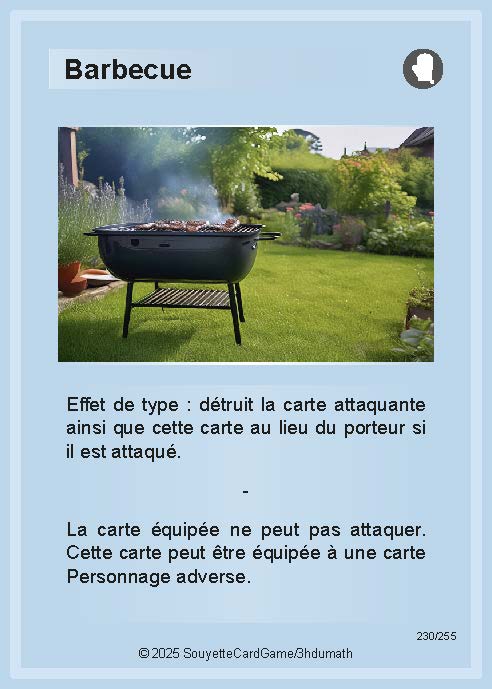 Barbecue
Effet de type : détruit la carte attaquante
ainsi que cette carte au lieu du porteur si
il est attaqué.
-
La carte équipée ne peut pas attaquer.
Cette carte peut être équipée à une carte
Personnage adverse.
230/255
© 2025 SouyetteCardGame/3hdumath